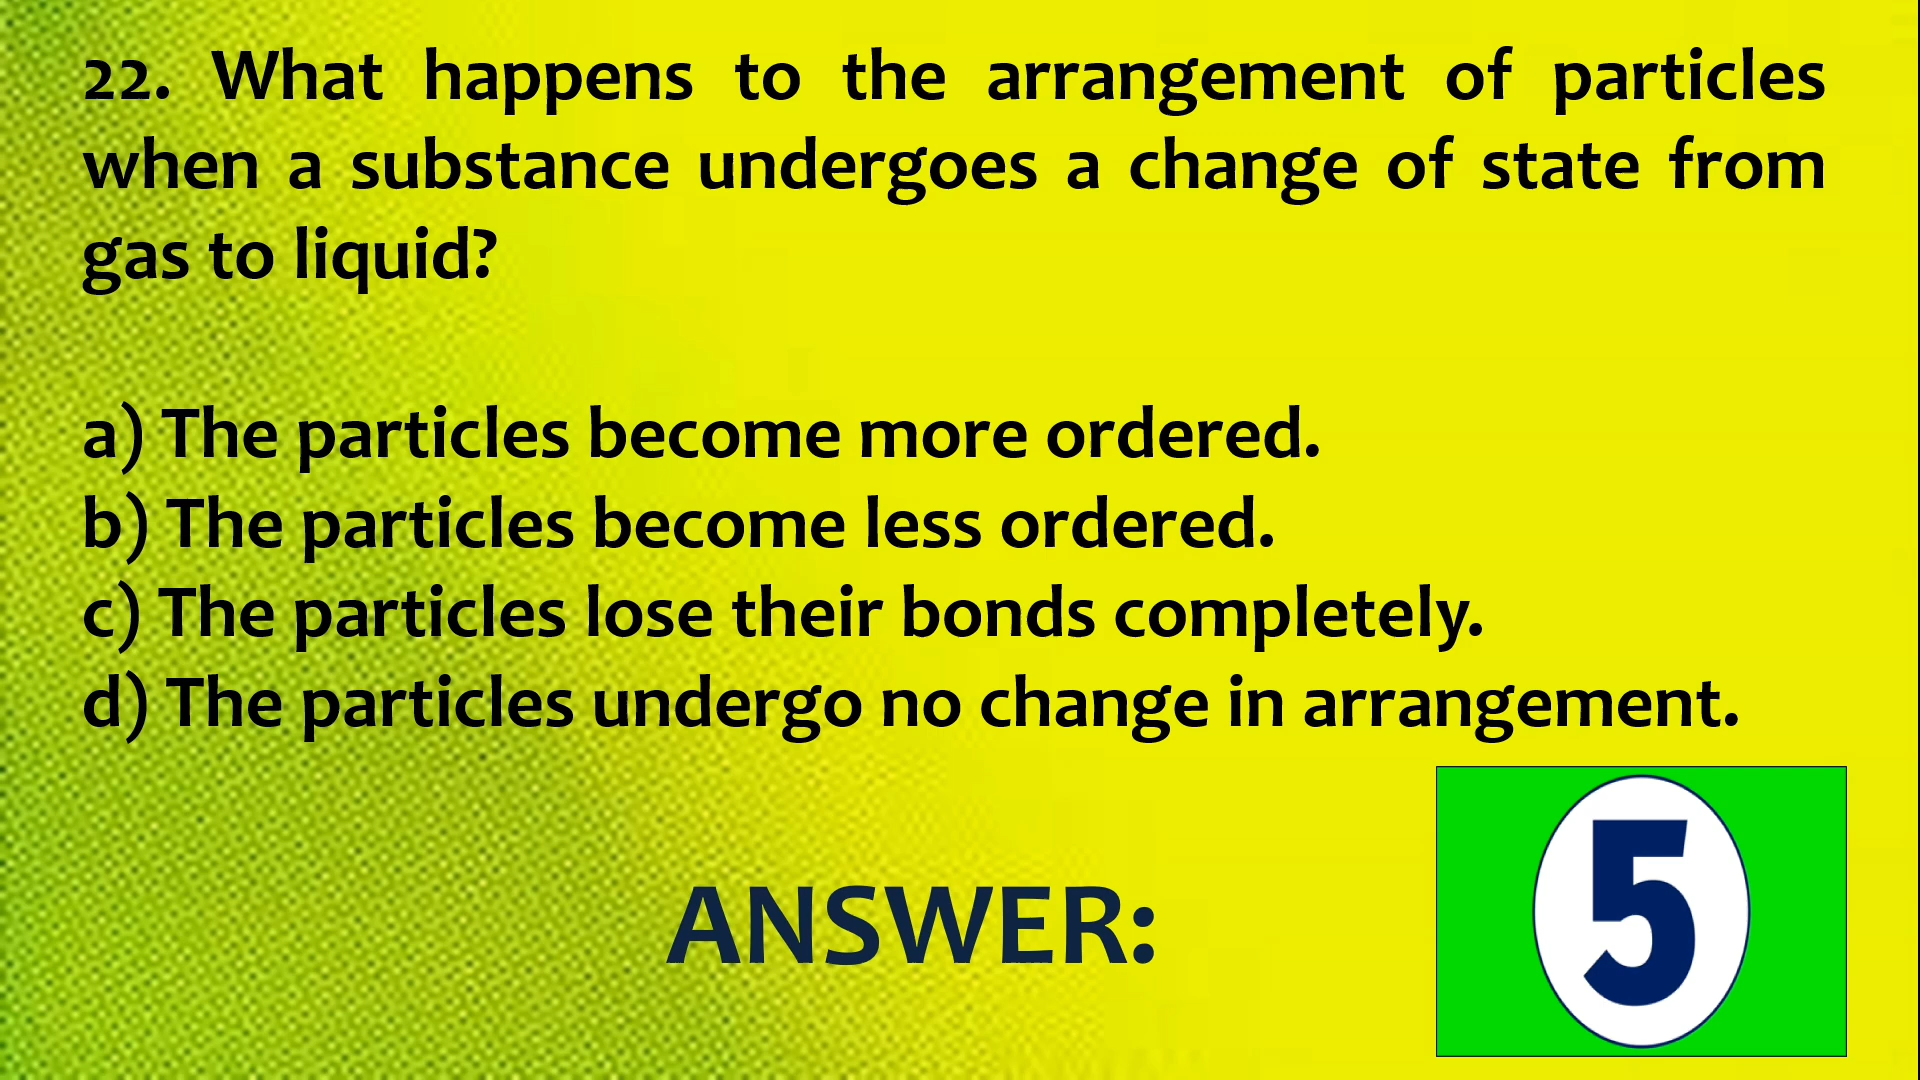 22. What happens to the arrangement of particles
when a substance undergoes a change of state from
gas to liquid?
a) The particles become more ordered.
b) The particles become less ordered.
c) The particles lose their bonds completely.
d) The particles undergo no change in arrangement.
ANSWER:
5